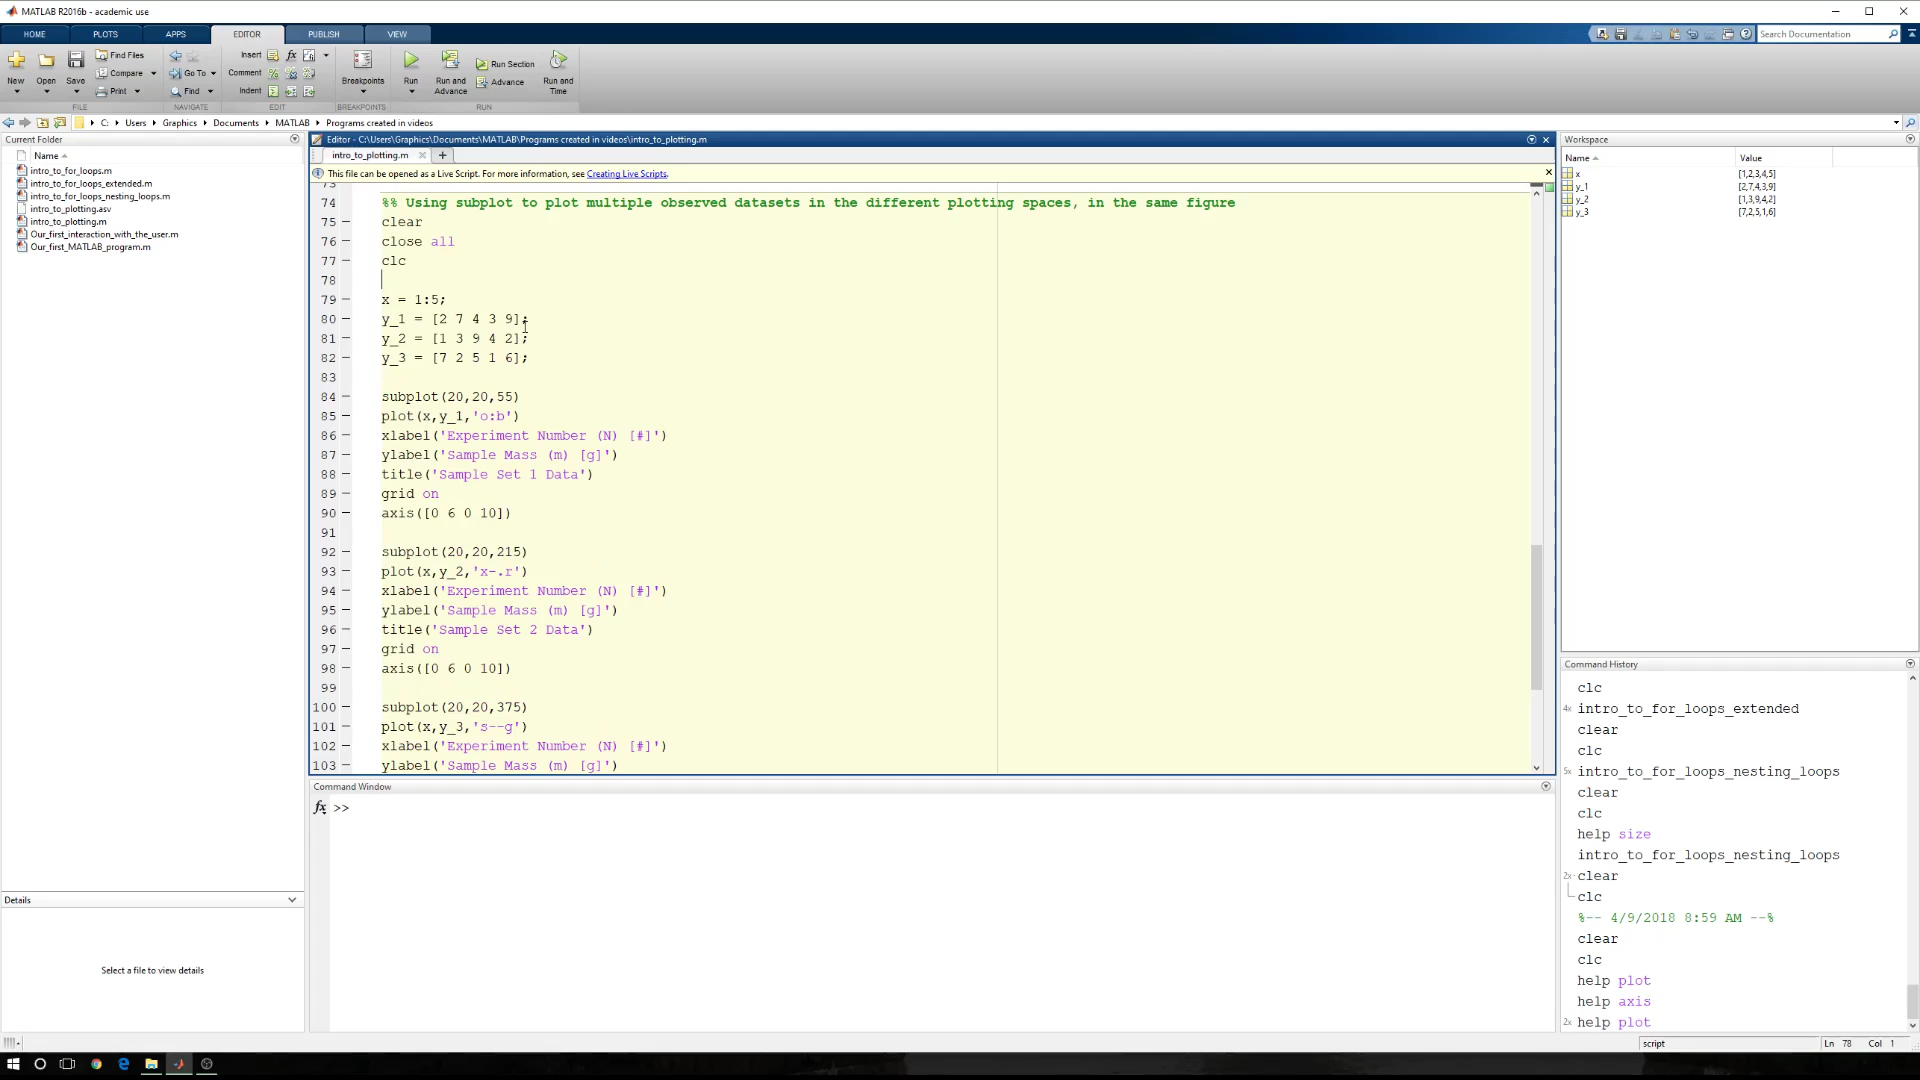 MATLAB R2016b - academic use
HOME PLOTS APPS EDITOR PUBLISH VIEW
Search Documentation
New Open Save Find Files Compare Print
Go To Find
Insert Comment Indent
Breakpoints
Run Run and Advance Run Section Advance Run and Time
FILE NAVIGATE EDIT BREAKPOINTS RUN
C: Users Graphics Documents MATLAB Programs created in videos
Current Folder
Name
intro_to_for_loops.m
intro_to_for_loops_extended.m
intro_to_for_loops_nesting_loops.m
intro_to_plotting.asv
intro_to_plotting.m
Our_first_interaction_with_the_user.m
Our_first_MATLAB_program.m
Details
Select a file to view details
Editor - C:\Users\Graphics\Documents\MATLAB\Programs created in videos\intro_to_plotting.m
intro_to_plotting.m
This file can be opened as a Live Script. For more information, see Creating Live Scripts.
73
74 %% Using subplot to plot multiple observed datasets in the different plotting spaces, in the same figure
75 clear
76 close all
77 clc
78
79 x = 1:5;
80 y_1 = [2 7 4 3 9];
81 y_2 = [1 3 9 4 2];
82 y_3 = [7 2 5 1 6];
83
84 subplot(20,20,55)
85 plot(x,y_1,'o:b')
86 xlabel('Experiment Number (N) [#]')
87 ylabel('Sample Mass (m) [g]')
88 title('Sample Set 1 Data')
89 grid on
90 axis([0 6 0 10])
91
92 subplot(20,20,215)
93 plot(x,y_2,'x-.r')
94 xlabel('Experiment Number (N) [#]')
95 ylabel('Sample Mass (m) [g]')
96 title('Sample Set 2 Data')
97 grid on
98 axis([0 6 0 10])
99
100 subplot(20,20,375)
101 plot(x,y_3,'s--g')
102 xlabel('Experiment Number (N) [#]')
103 ylabel('Sample Mass (m) [g]')
Command Window
fx >>
Workspace
Name Value
x [1,2,3,4,5]
y_1 [2,7,4,3,9]
y_2 [1,3,9,4,2]
y_3 [7,2,5,1,6]
Command History
clc
4x intro_to_for_loops_extended
clear
clc
5x intro_to_for_loops_nesting_loops
clear
clc
help size
intro_to_for_loops_nesting_loops
2x clear
clc
%-- 4/9/2018 8:59 AM --%
clear
clc
help plot
help axis
2x help plot
script Ln 78 Col 1